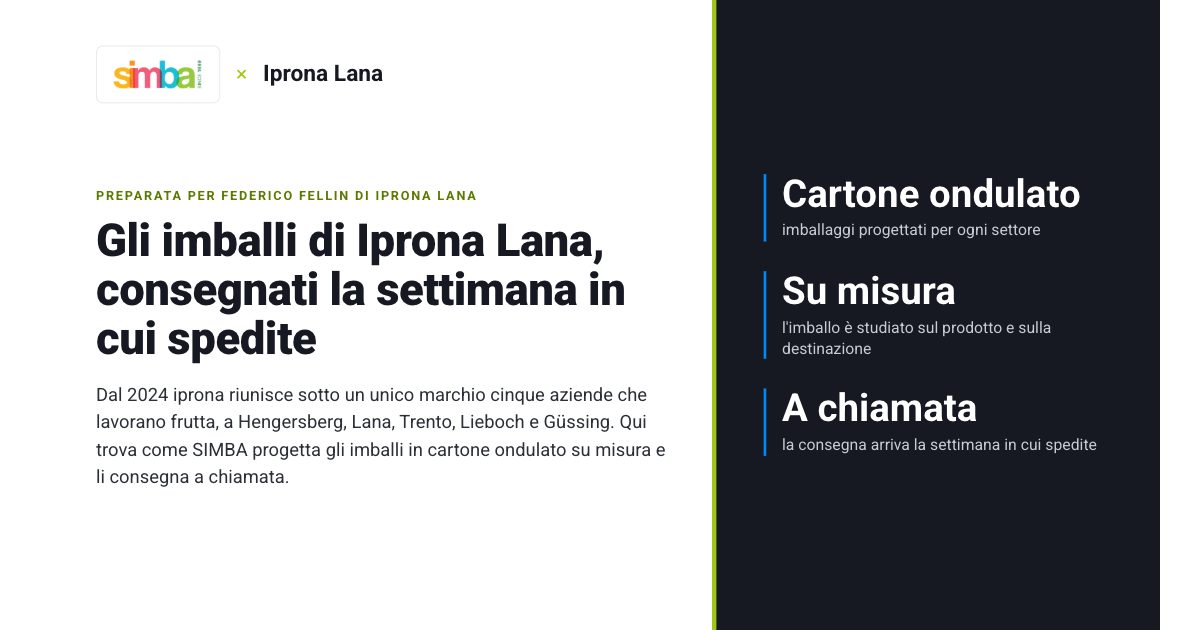 simba
×
Iprona Lana
PREPARATA PER FEDERICO FELLIN DI IPRONA LANA
Gli imballi di Iprona Lana,
consegnati la settimana in
cui spedite
Dal 2024 iprona riunisce sotto un unico marchio cinque aziende che
lavorano frutta, a Hengersberg, Lana, Trento, Lieboch e Güssing. Qui
trova come SIMBA progetta gli imballi in cartone ondulato su misura e
li consegna a chiamata.
Cartone ondulato
imballaggi progettati per ogni settore
Su misura
l'imballo è studiato sul prodotto e sulla
destinazione
A chiamata
la consegna arriva la settimana in cui spedite